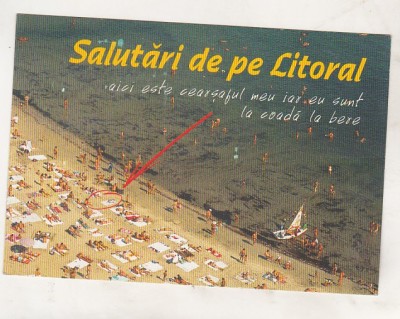 Salutări de pe Litoral
aici este cearşaful meu iar eu sunt
la coadă la bere